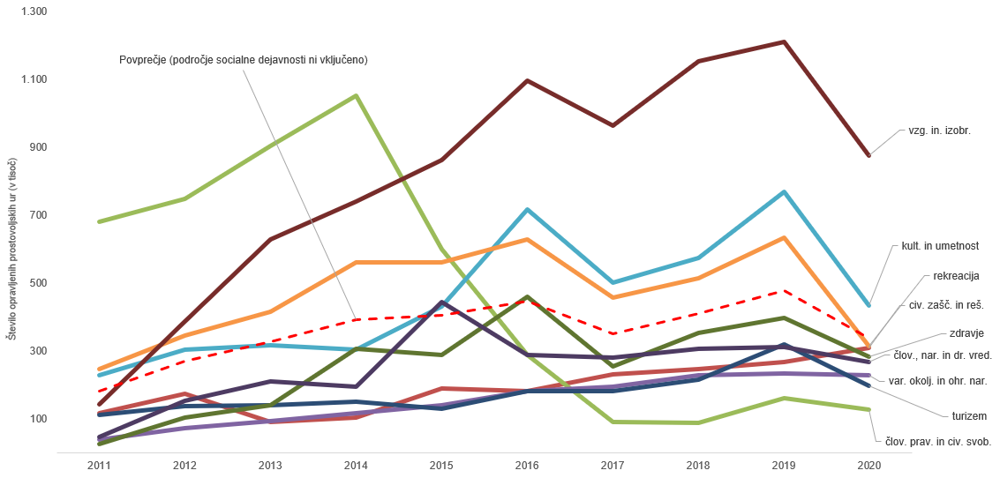 1.300
Povprečje (področje socialne dejavnosti ni vključeno)
1.100
vzg. in. izobr.
900
700
kult. in umetnost
rekreacija
500
civ. zašč. in reš.
zdravje
300
člov., nar. in dr. vred.
var. okolj. in ohr. nar.
turizem
100
člov. prav. in civ. svob.
Število opravljenih prostovoljskih ur (v tisoč)
2011 2012 2013 2014 2015 2016 2017 2018 2019 2020